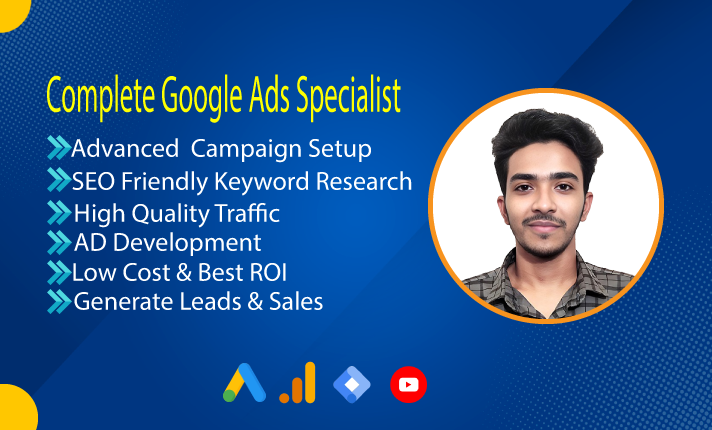 Complete Google Ads Specialist
Advanced Campaign Setup
SEO Friendly Keyword Research
High Quality Traffic
AD Development
Low Cost & Best ROI
Generate Leads & Sales